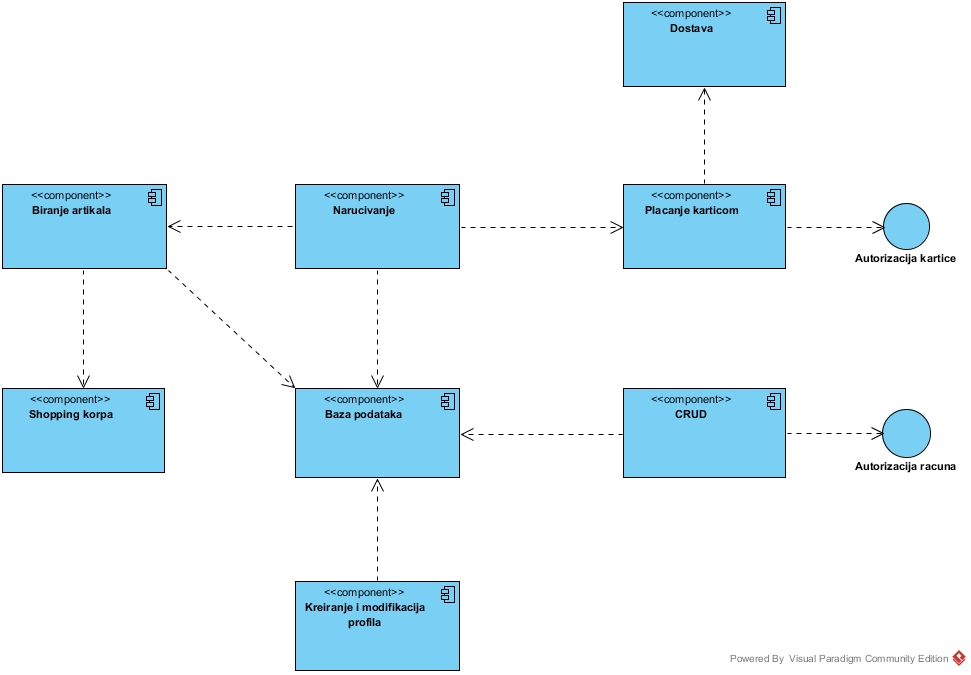 <<component>>
Dostava
<<component>>
Biranje artikala
<<component>>
Narucivanje
<<component>>
Placanje karticom
Autorizacija kartice
<<component>>
Shopping korpa
<<component>>
Baza podataka
<<component>>
CRUD
Autorizacija racuna
<<component>>
Kreiranje i modifikacija
profila
Powered By Visual Paradigm Community Edition